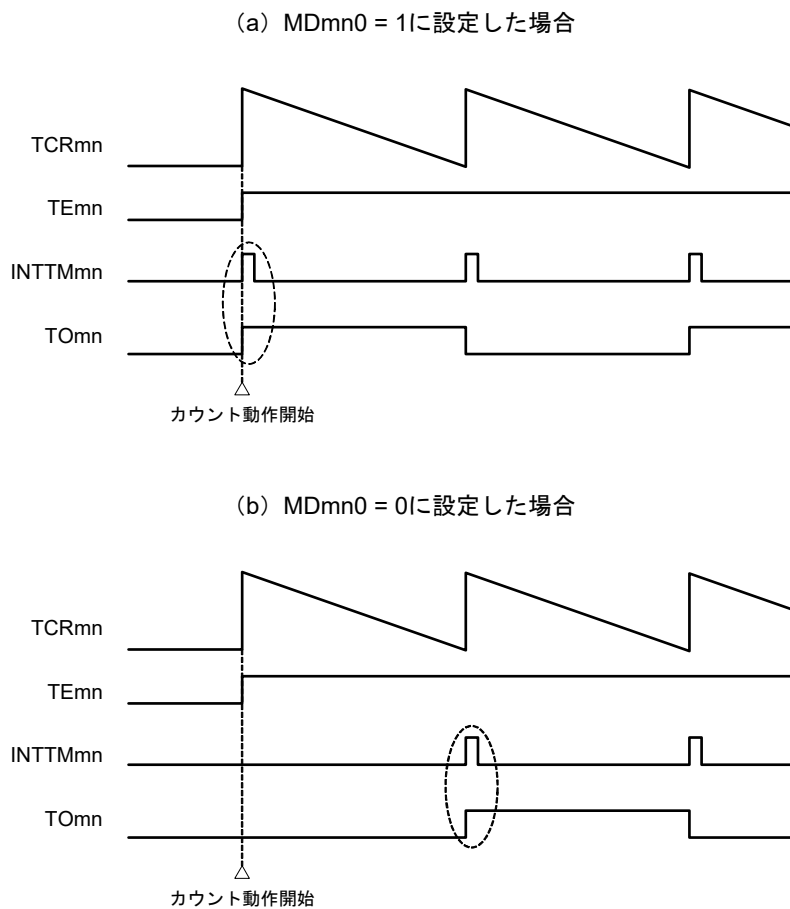 （a）MDmn0 = 1に設定した場合
TCRmn
TEmn
INTTMmn
TOmn
カウント動作開始
（b）MDmn0 = 0に設定した場合
TCRmn
TEmn
INTTMmn
TOmn
カウント動作開始